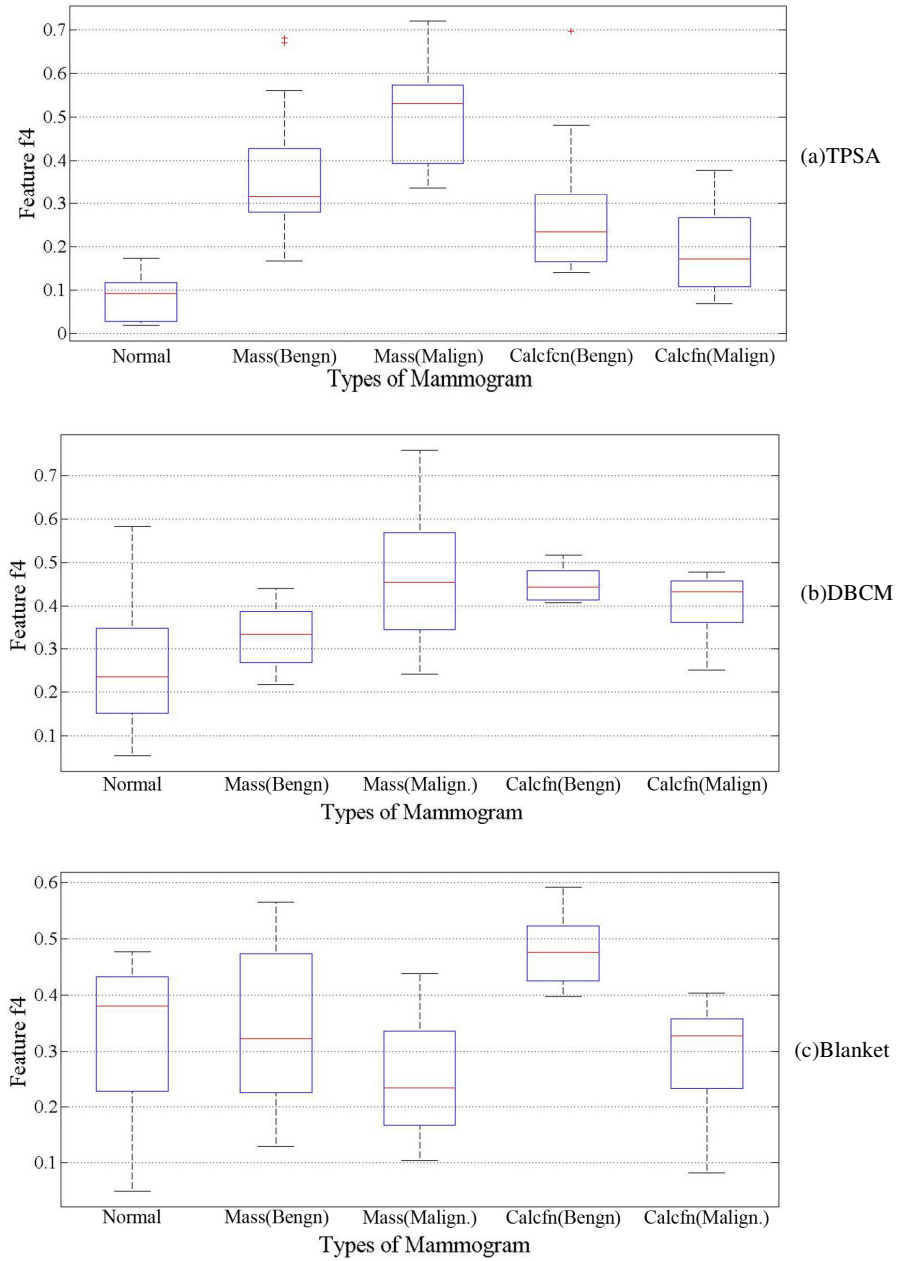 0.7
0.6
0.5
0.4
0.3
0.2
0.1
0
Feature f4
Normal Mass(Bengn) Mass(Malign) Calcfcn(Bengn) Calcfn(Malign)
Types of Mammogram
(a)TPSA
0.7
0.6
0.5
0.4
0.3
0.2
0.1
Feature f4
Normal Mass(Bengn) Mass(Malign.) Calcfn(Bengn) Calcfn(Malign)
Types of Mammogram
(b)DBCM
0.6
0.5
0.4
0.3
0.2
0.1
Feature f4
Normal Mass(Bengn) Mass(Malign.) Calcfn(Bengn) Calcfn(Malign.)
Types of Mammogram
(c)Blanket